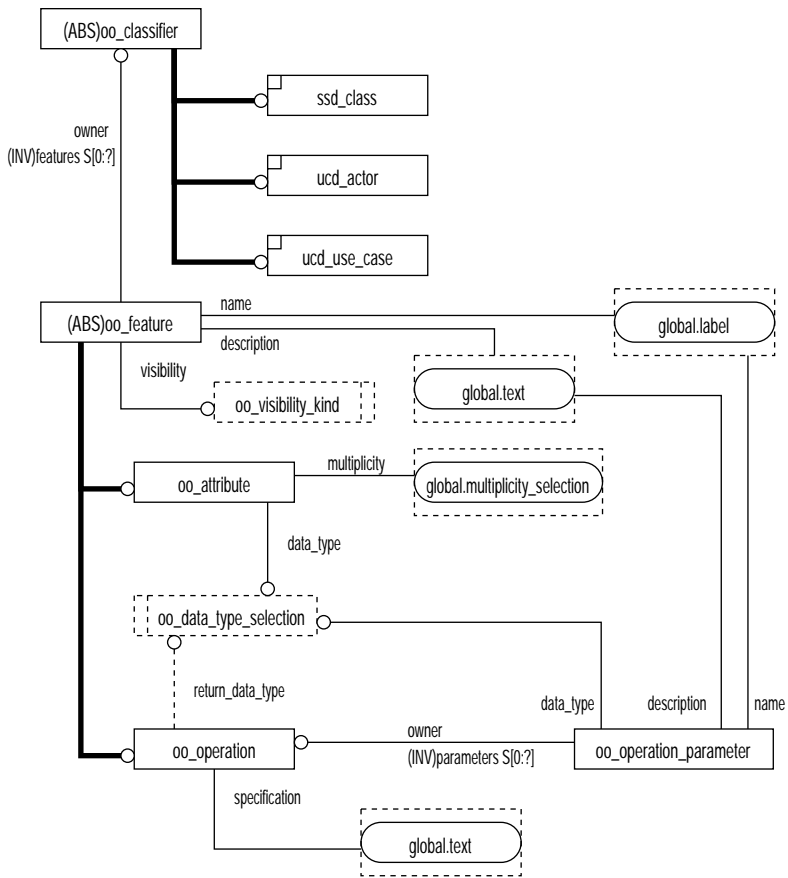 (ABS)oo_classifier
ssd_class
owner
(INV)features S[0:?]
ucd_actor
ucd_use_case
name
(ABS)oo_feature
global.label
description
visibility
global.text
oo_visibility_kind
multiplicity
oo_attribute
global.multiplicity_selection
data_type
oo_data_type_selection
return_data_type
data_type
description
name
owner
oo_operation
(INV)parameters S[0:?]
oo_operation_parameter
specification
global.text